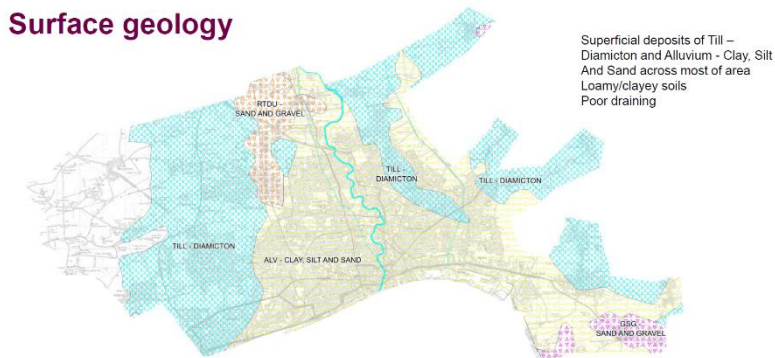 Surface geology
Superficial deposits of Till –
Diamicton and Alluvium - Clay, Silt
And Sand across most of area
Loamy/clayey soils
Poor draining
RTDU -
SAND AND GRAVEL
TILL -
DIAMICTON
TILL - DIAMICTON
TILL - DIAMICTON
ALV - CLAY, SILT AND SAND
GSG -
SAND AND GRAVEL